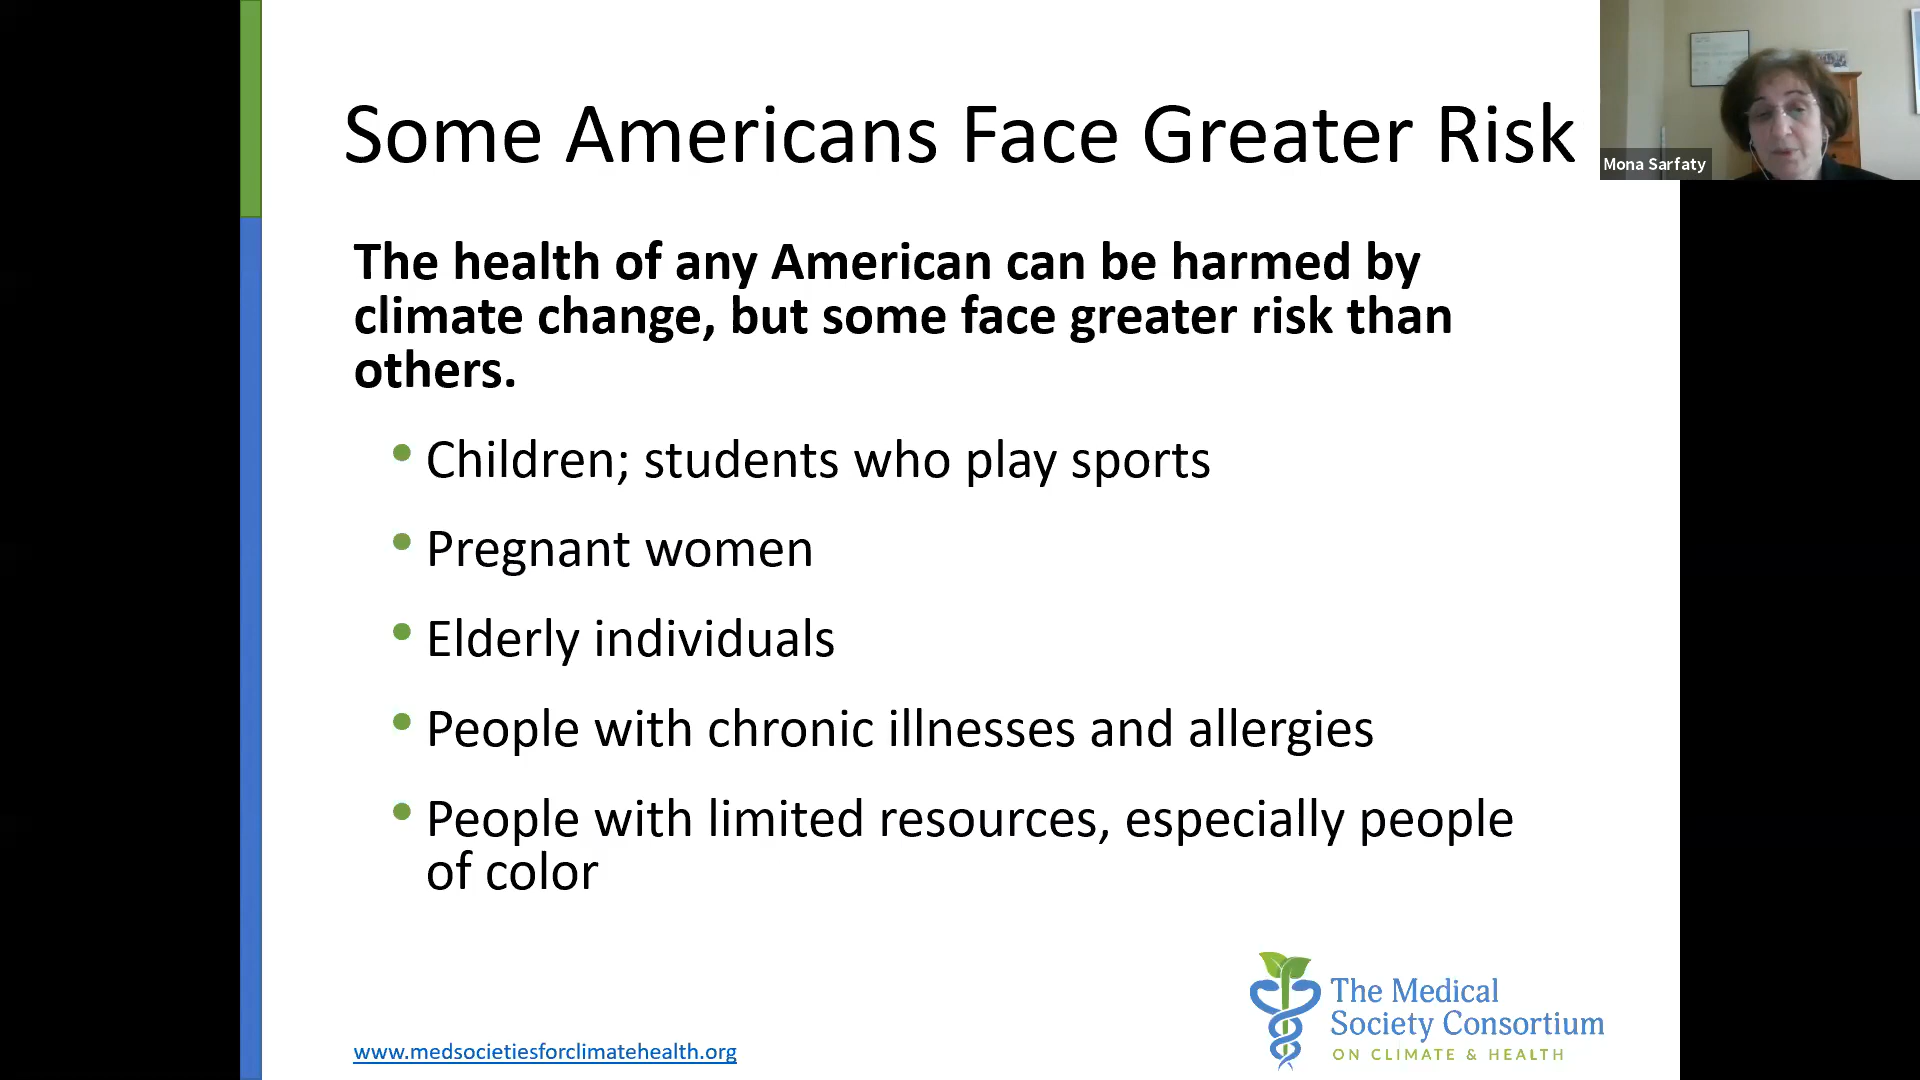 Some Americans Face Greater Risk
Mona Sarfaty
The health of any American can be harmed by
climate change, but some face greater risk than
others.
• Children; students who play sports
• Pregnant women
• Elderly individuals
• People with chronic illnesses and allergies
• People with limited resources, especially people
of color
The Medical
Society Consortium
ON CLIMATE & HEALTH
www.medsocietiesforclimatehealth.org